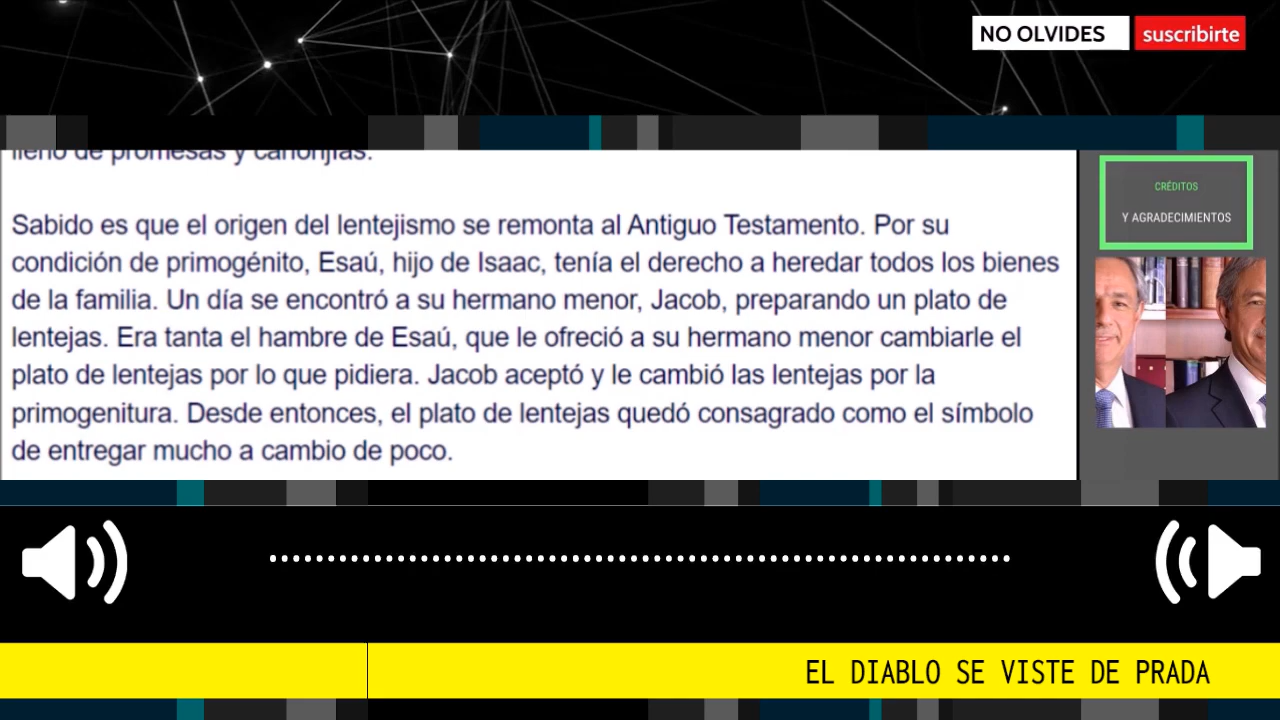 NO OLVIDES suscribirte
lleno de promesas y canonjías.
Sabido es que el origen del lentejismo se remonta al Antiguo Testamento. Por su
condición de primogénito, Esaú, hijo de Isaac, tenía el derecho a heredar todos los bienes
de la familia. Un día se encontró a su hermano menor, Jacob, preparando un plato de
lentejas. Era tanta el hambre de Esaú, que le ofreció a su hermano menor cambiarle el
plato de lentejas por lo que pidiera. Jacob aceptó y le cambió las lentejas por la
primogenitura. Desde entonces, el plato de lentejas quedó consagrado como el símbolo
de entregar mucho a cambio de poco.
CRÉDITOS
Y AGRADECIMIENTOS
EL DIABLO SE VISTE DE PRADA